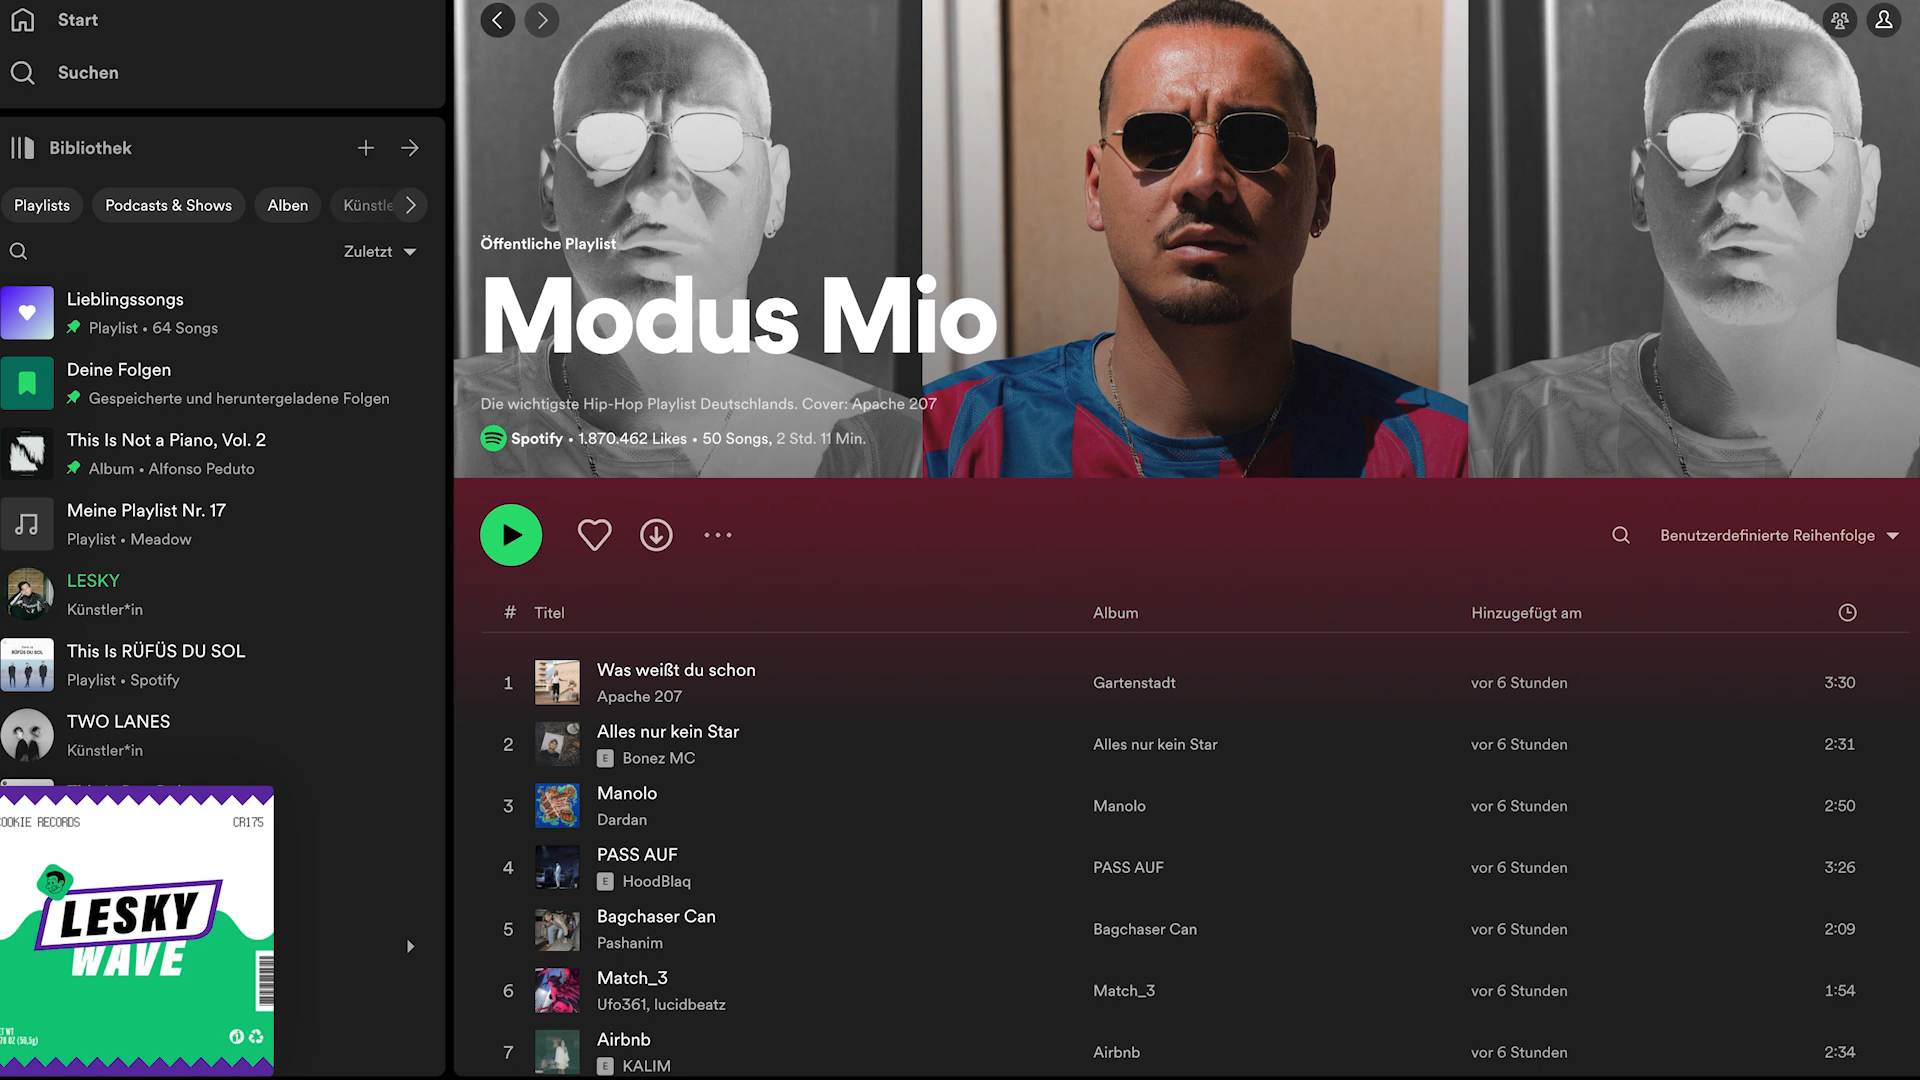 Start
Suchen
Bibliothek
Playlists
Podcasts & Shows
Alben
Künstle
Zuletzt
Lieblingssongs
Playlist • 64 Songs
Deine Folgen
Gespeicherte und heruntergeladene Folgen
This Is Not a Piano, Vol. 2
Album • Alfonso Peduto
Meine Playlist Nr. 17
Playlist • Meadow
LESKY
Künstler*in
This Is RÜFÜS DU SOL
Playlist • Spotify
TWO LANES
Künstler*in
OOKIE RECORDS
CR175
LESKY
WAVE
Öffentliche Playlist
Modus Mio
Die wichtigste Hip-Hop Playlist Deutschlands. Cover: Apache 207
Spotify • 1.870.462 Likes • 50 Songs, 2 Std. 11 Min.
Benutzerdefinierte Reihenfolge
# Titel Album Hinzugefügt am
1 Was weißt du schon Gartenstadt vor 6 Stunden 3:30
Apache 207
2 Alles nur kein Star Alles nur kein Star vor 6 Stunden 2:31
E Bonez MC
3 Manolo Manolo vor 6 Stunden 2:50
Dardan
4 PASS AUF PASS AUF vor 6 Stunden 3:26
E HoodBlaq
5 Bagchaser Can Bagchaser Can vor 6 Stunden 2:09
Pashanim
6 Match_3 Match_3 vor 6 Stunden 1:54
Ufo361, lucidbeatz
7 Airbnb Airbnb vor 6 Stunden 2:34
E KALIM